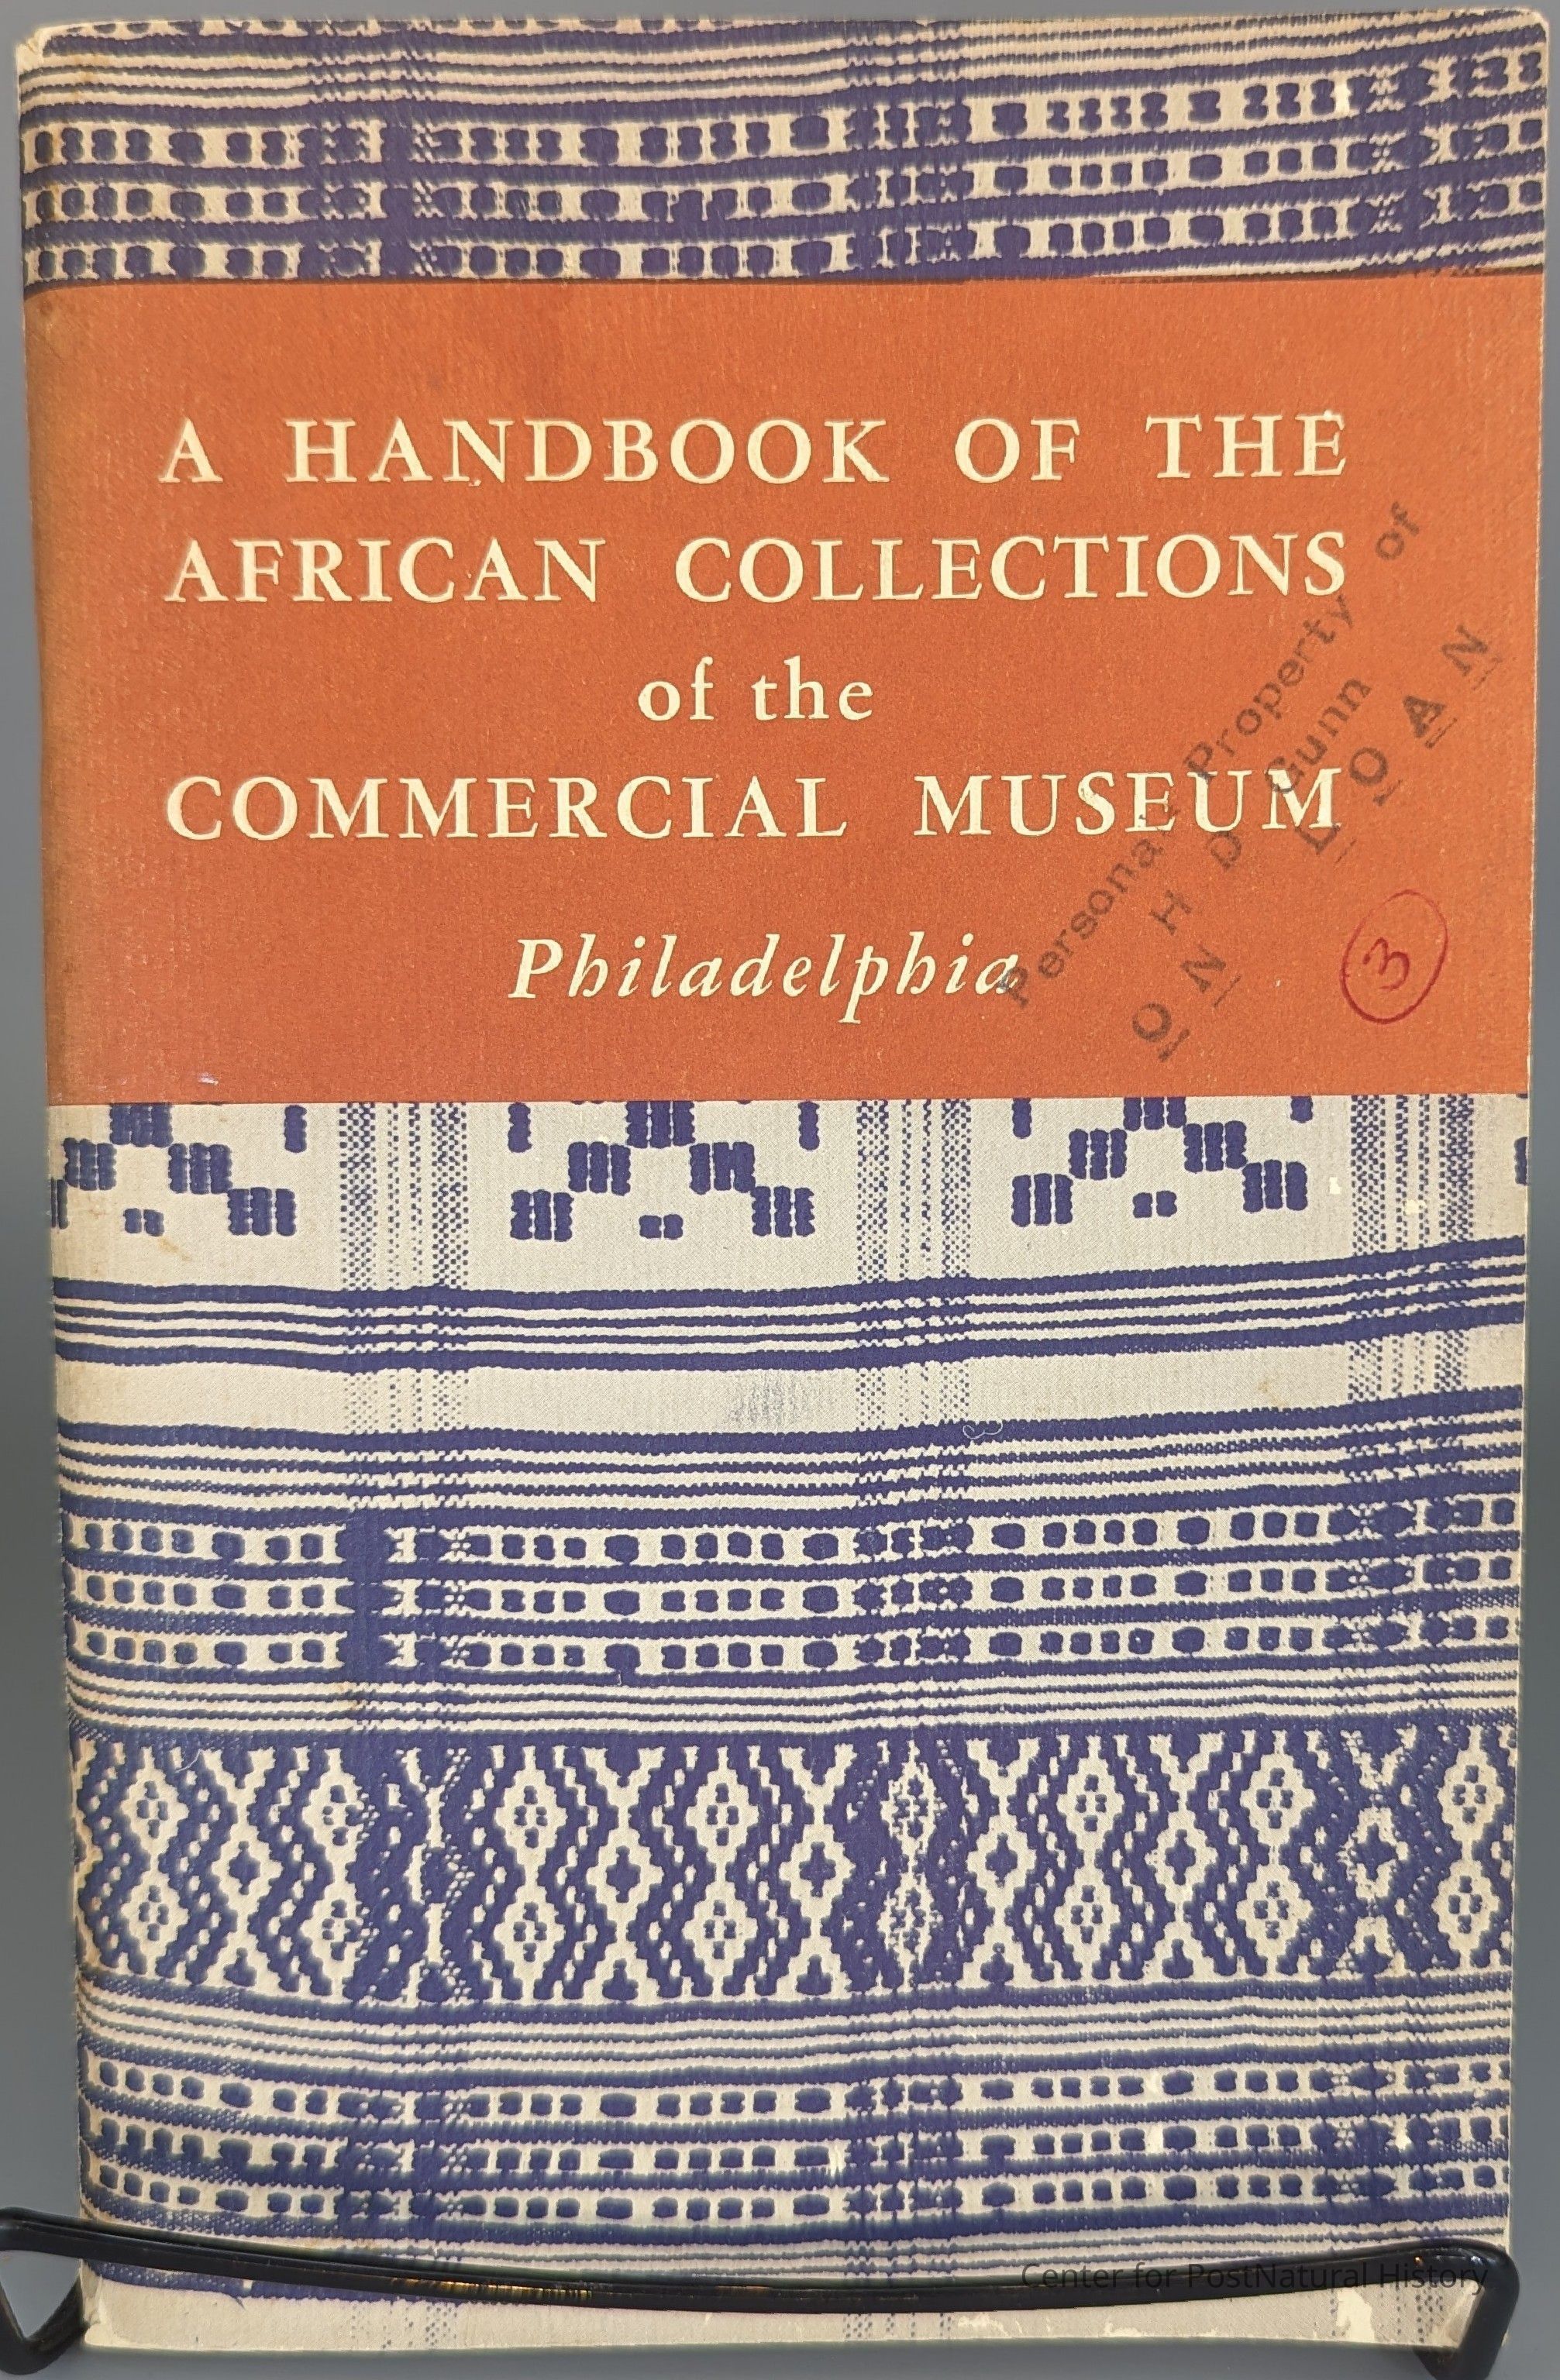 A HANDBOOK OF THE
AFRICAN COLLECTIONS
of the
COMMERCIAL MUSEUM
Philadelphia
Personal Property of
H D Gunn
ON LOAN
3
Center for PostNatural History